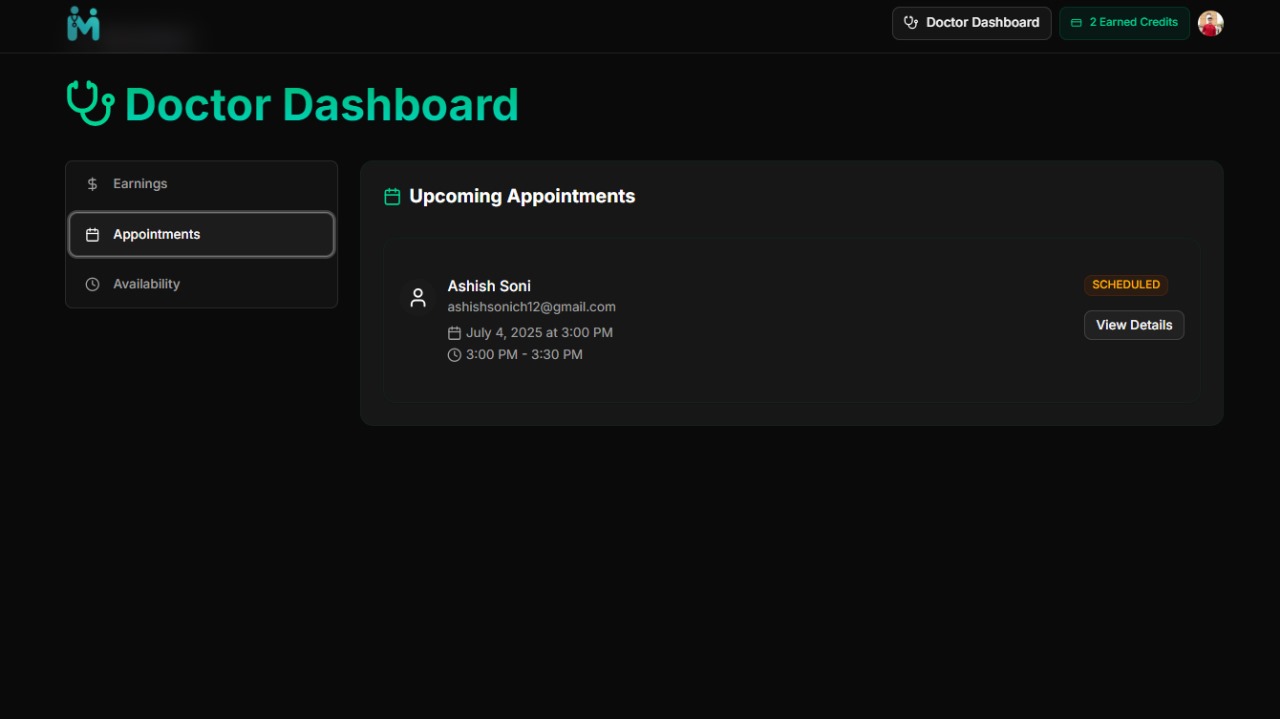 Doctor Dashboard
2 Earned Credits
Doctor Dashboard
Earnings
Appointments
Availability
Upcoming Appointments
Ashish Soni
ashishsonich12@gmail.com
July 4, 2025 at 3:00 PM
3:00 PM - 3:30 PM
SCHEDULED
View Details